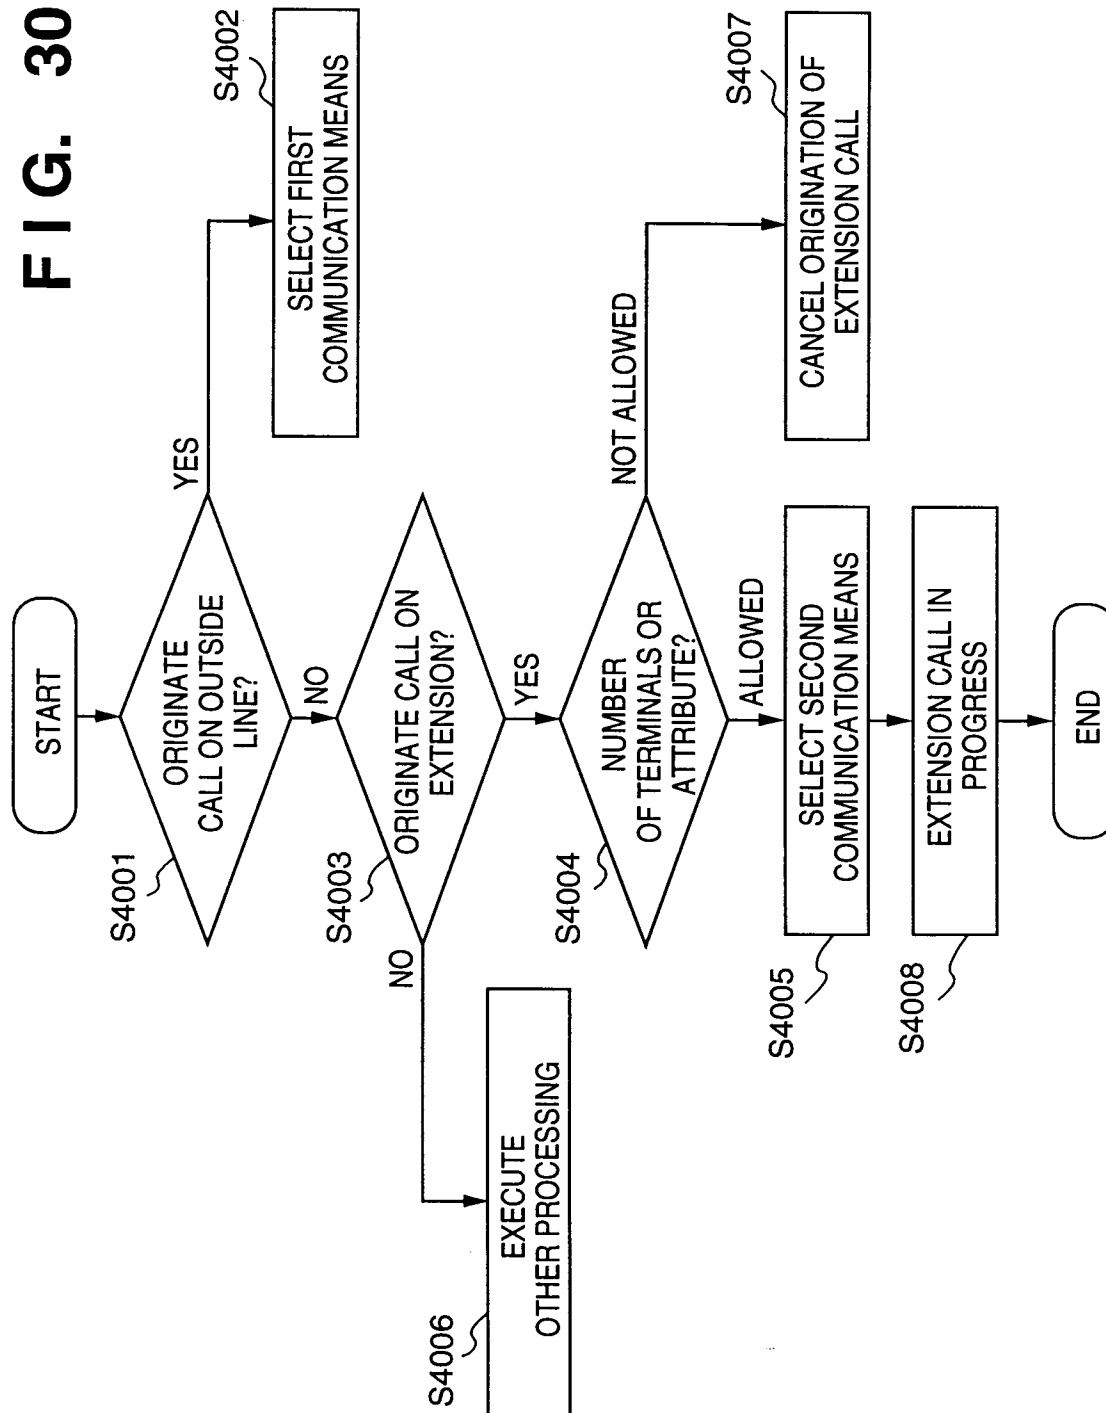 FIG. 30
START
S4001
ORIGINATE
CALL ON OUTSIDE
LINE?
YES
S4002
SELECT FIRST
COMMUNICATION MEANS
NO
S4003
ORIGINATE CALL ON
EXTENSION?
NO
S4006
EXECUTE
OTHER PROCESSING
YES
S4004
NUMBER
OF TERMINALS OR
ATTRIBUTE?
NOT ALLOWED
S4007
CANCEL ORIGINATION OF
EXTENSION CALL
ALLOWED
S4005
SELECT SECOND
COMMUNICATION MEANS
S4008
EXTENSION CALL IN
PROGRESS
END